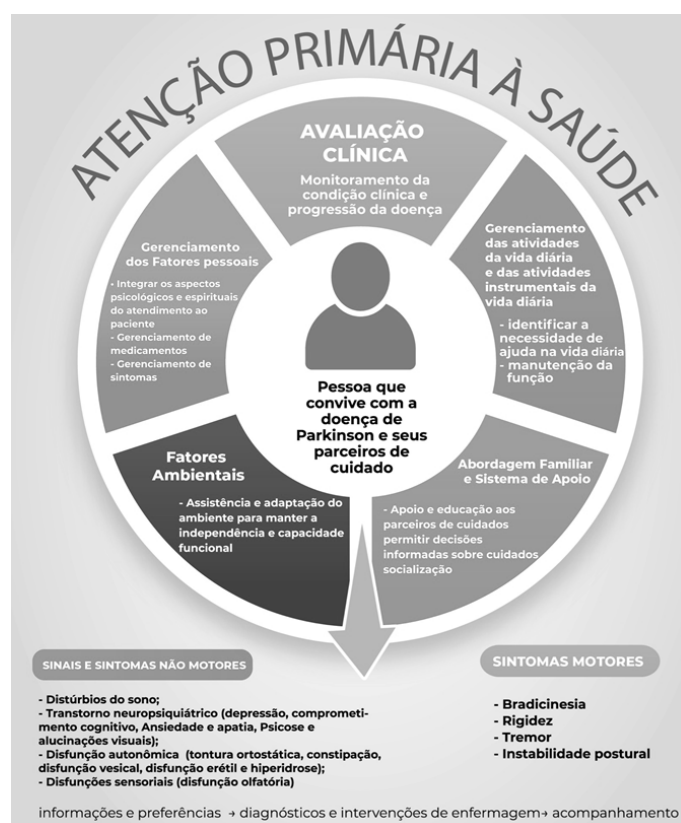 ATENÇÃO PRIMÁRIA À SAÚDE
AVALIAÇÃO
CLÍNICA
Monitoramento da
condição clínica e
progressão da doença
Gerenciamento
das atividades
da vida diária
e das atividades
instrumentais da
vida diária
- identificar a
necessidade de
ajuda na vida diária
- manutenção da
função
Abordagem Familiar
e Sistema de Apoio
- Apoio e educação aos
parceiros de cuidados
permitir decisões
informadas sobre cuidados
socialização
Fatores
Ambientais
- Assistência e adaptação do
ambiente para manter a
independência e capacidade
funcional
Gerenciamento
dos Fatores pessoais
- Integrar os aspectos
psicológicos e espirituais
do atendimento ao
paciente
- Gerenciamento de
medicamentos
- Gerenciamento de
sintomas
Pessoa que
convive com a
doença de
Parkinson e seus
parceiros de
cuidado
SINAIS E SINTOMAS NÃO MOTORES
- Distúrbios do sono;
- Transtorno neuropsiquiátrico (depressão, comprometi-
mento cognitivo, Ansiedade e apatia, Psicose e
alucinações visuais);
- Disfunção autonômica (tontura ortostática, constipação,
disfunção vesical, disfunção erétil e hiperidrose);
- Disfunções sensoriais (disfunção olfatória)
SINTOMAS MOTORES
- Bradicinesia
- Rigidez
- Tremor
- Instabilidade postural
informações e preferências → diagnósticos e intervenções de enfermagem→ acompanhamento